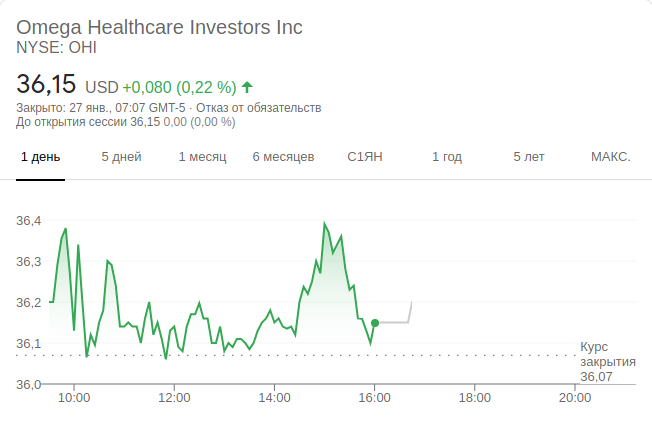 Omega Healthcare Investors Inc
NYSE: OHI
36,15 USD +0,080 (0,22 %)
Закрыто: 27 янв., 07:07 GMT-5 · Отказ от обязательств
До открытия сессии 36,15 0,00 (0,00 %)
1 день 5 дней 1 месяц 6 месяцев С1ЯН 1 год 5 лет МАКС.
36,4
36,3
36,2
36,1
36,0
Курс
закрытия
36,07
10:00 12:00 14:00 16:00 18:00 20:00